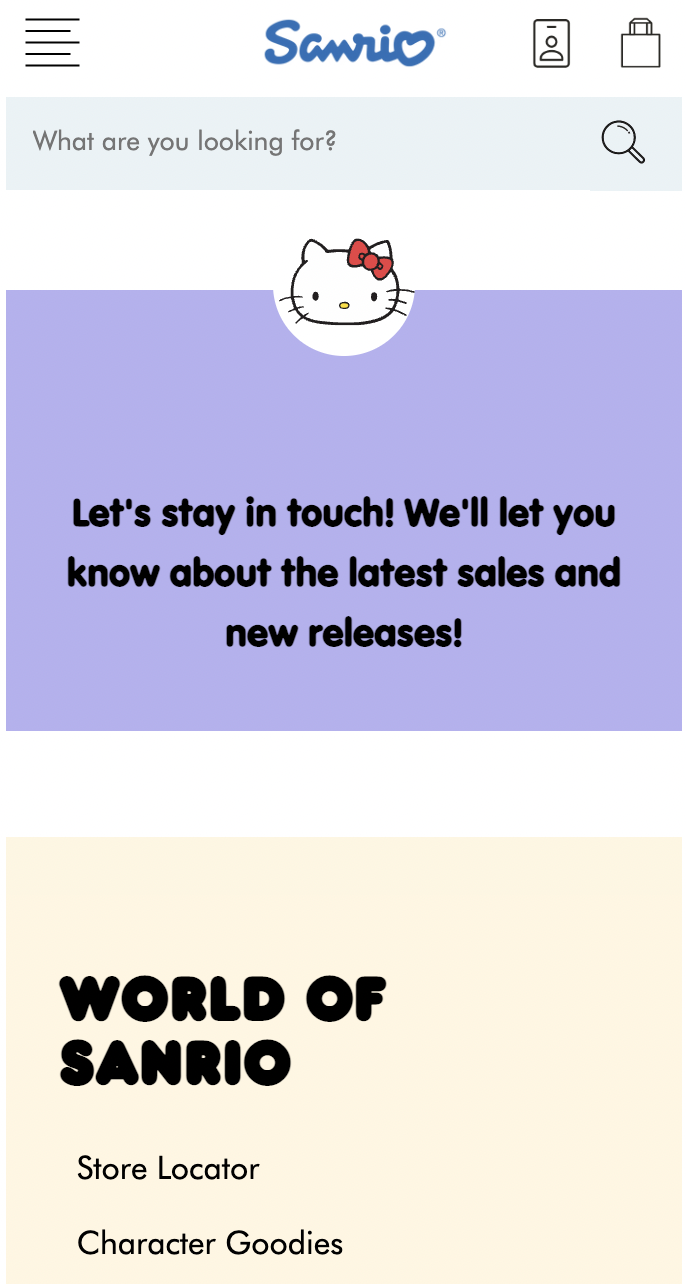 Sanrio®
What are you looking for?
Let's stay in touch! We'll let you
know about the latest sales and
new releases!
WORLD OF
SANRIO
Store Locator
Character Goodies